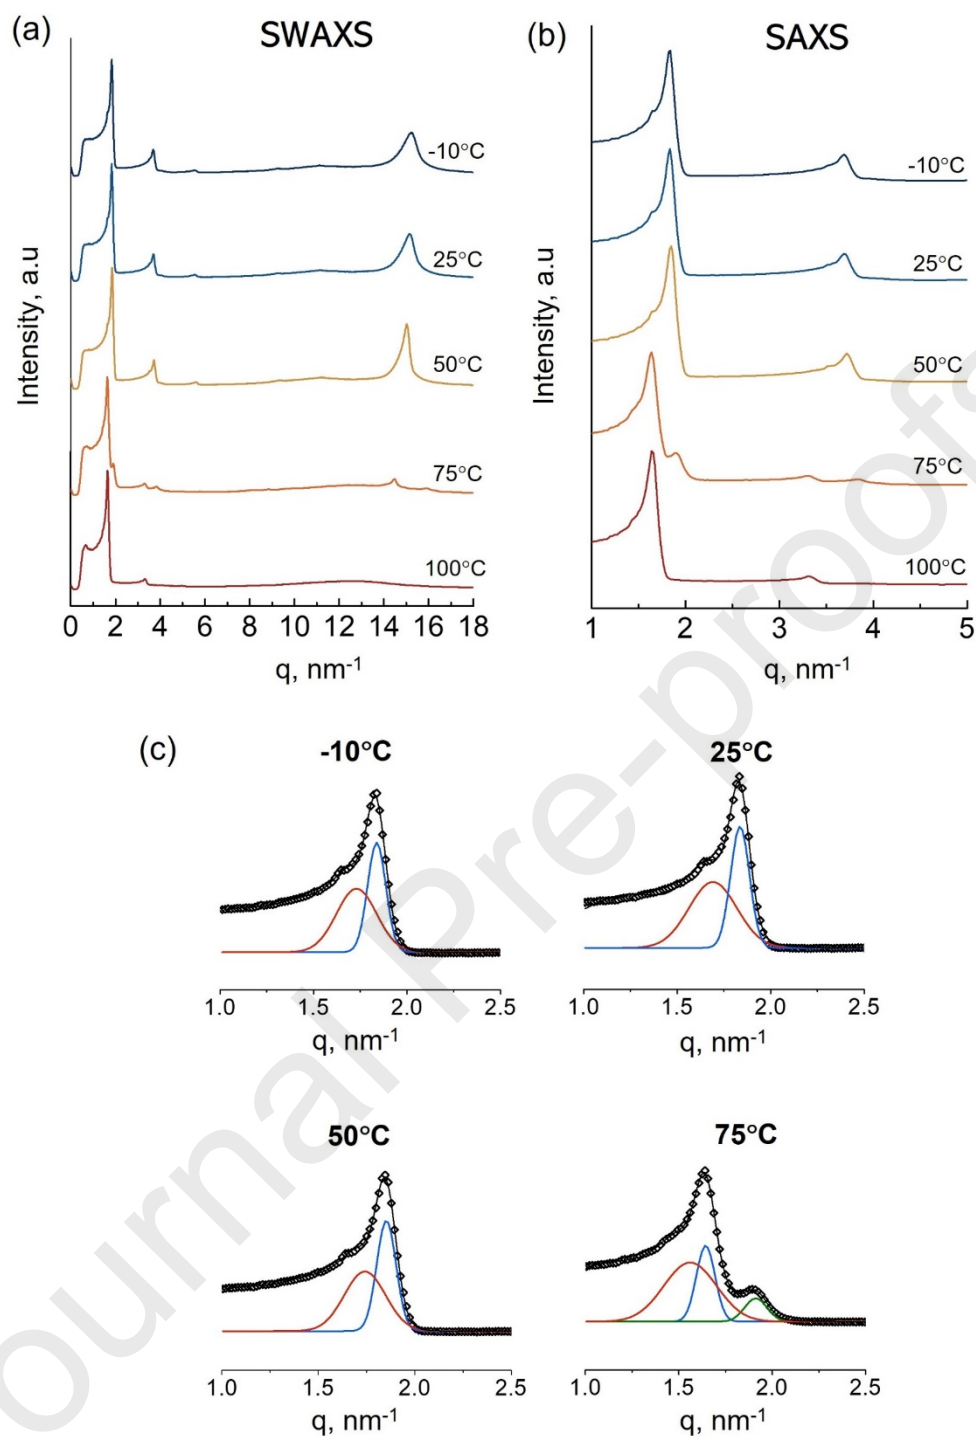 (a)
SWAXS
(b)
SAXS
-10°C
25°C
50°C
75°C
100°C
Intensity, a.u
0 2 4 6 8 10 12 14 16 18
q, nm-1
-10°C
25°C
50°C
75°C
100°C
Intensity, a.u
1 2 3 4 5
q, nm-1
(c)
-10°C
1.0 1.5 2.0 2.5
q, nm-1
25°C
1.0 1.5 2.0 2.5
q, nm-1
50°C
1.0 1.5 2.0 2.5
q, nm-1
75°C
1.0 1.5 2.0 2.5
q, nm-1
ournal Pre-proofs